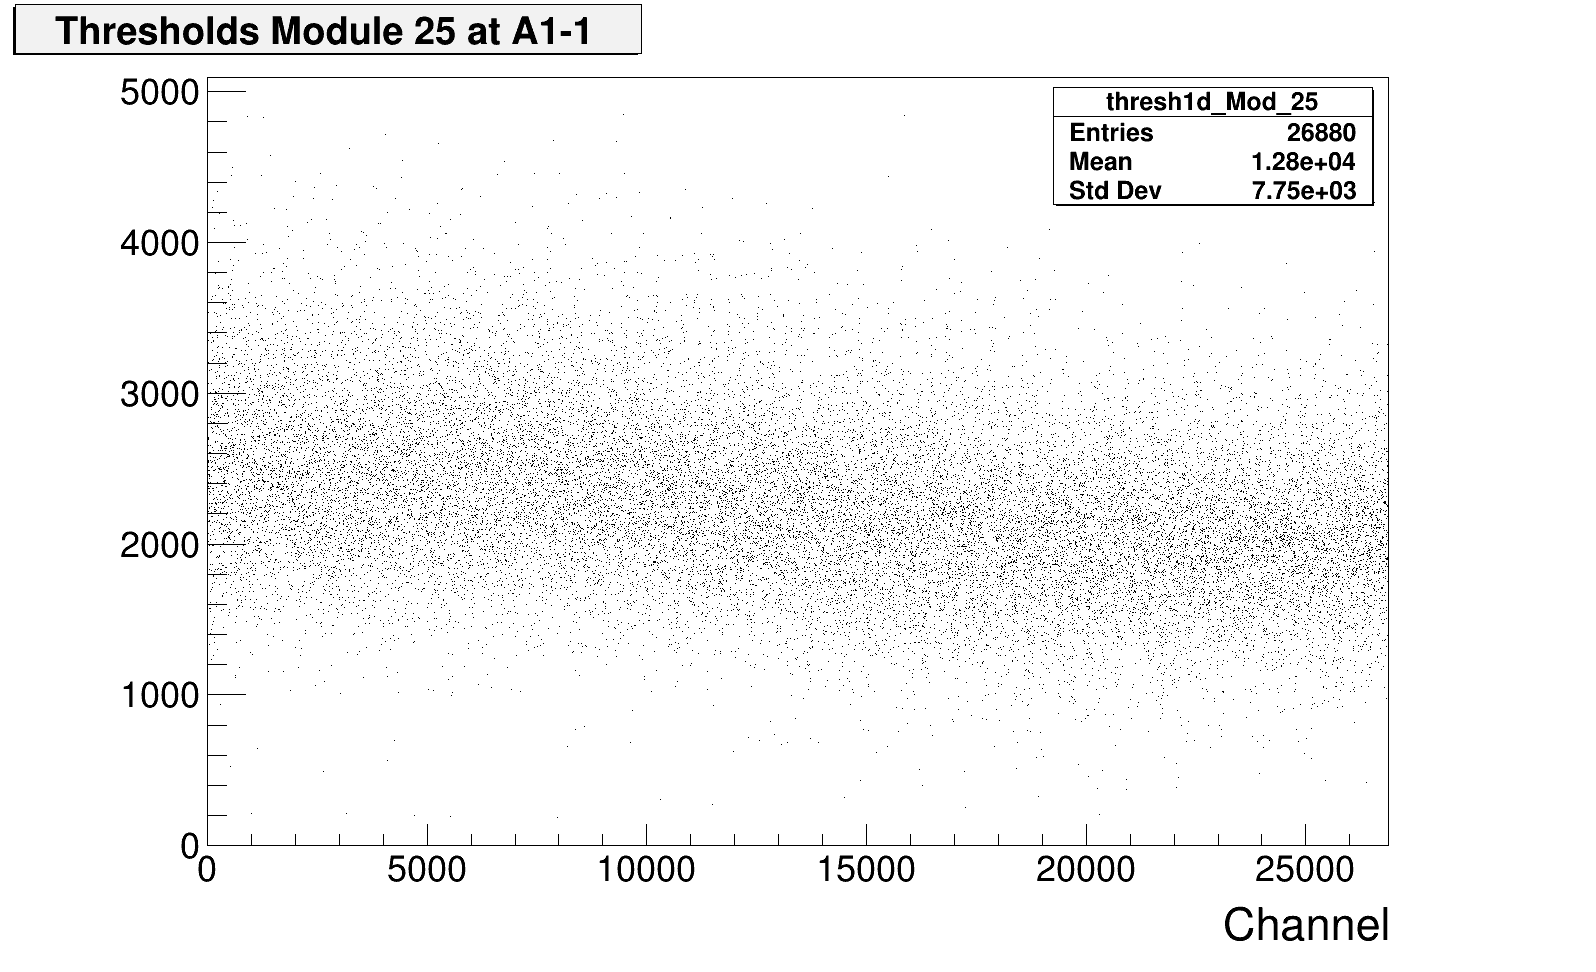 Thresholds Module 25 at A1-1
thresh1d_Mod_25
Entries 26880
Mean 1.28e+04
Std Dev 7.75e+03
5000
4000
3000
2000
1000
0
0 5000 10000 15000 20000 25000
Channel